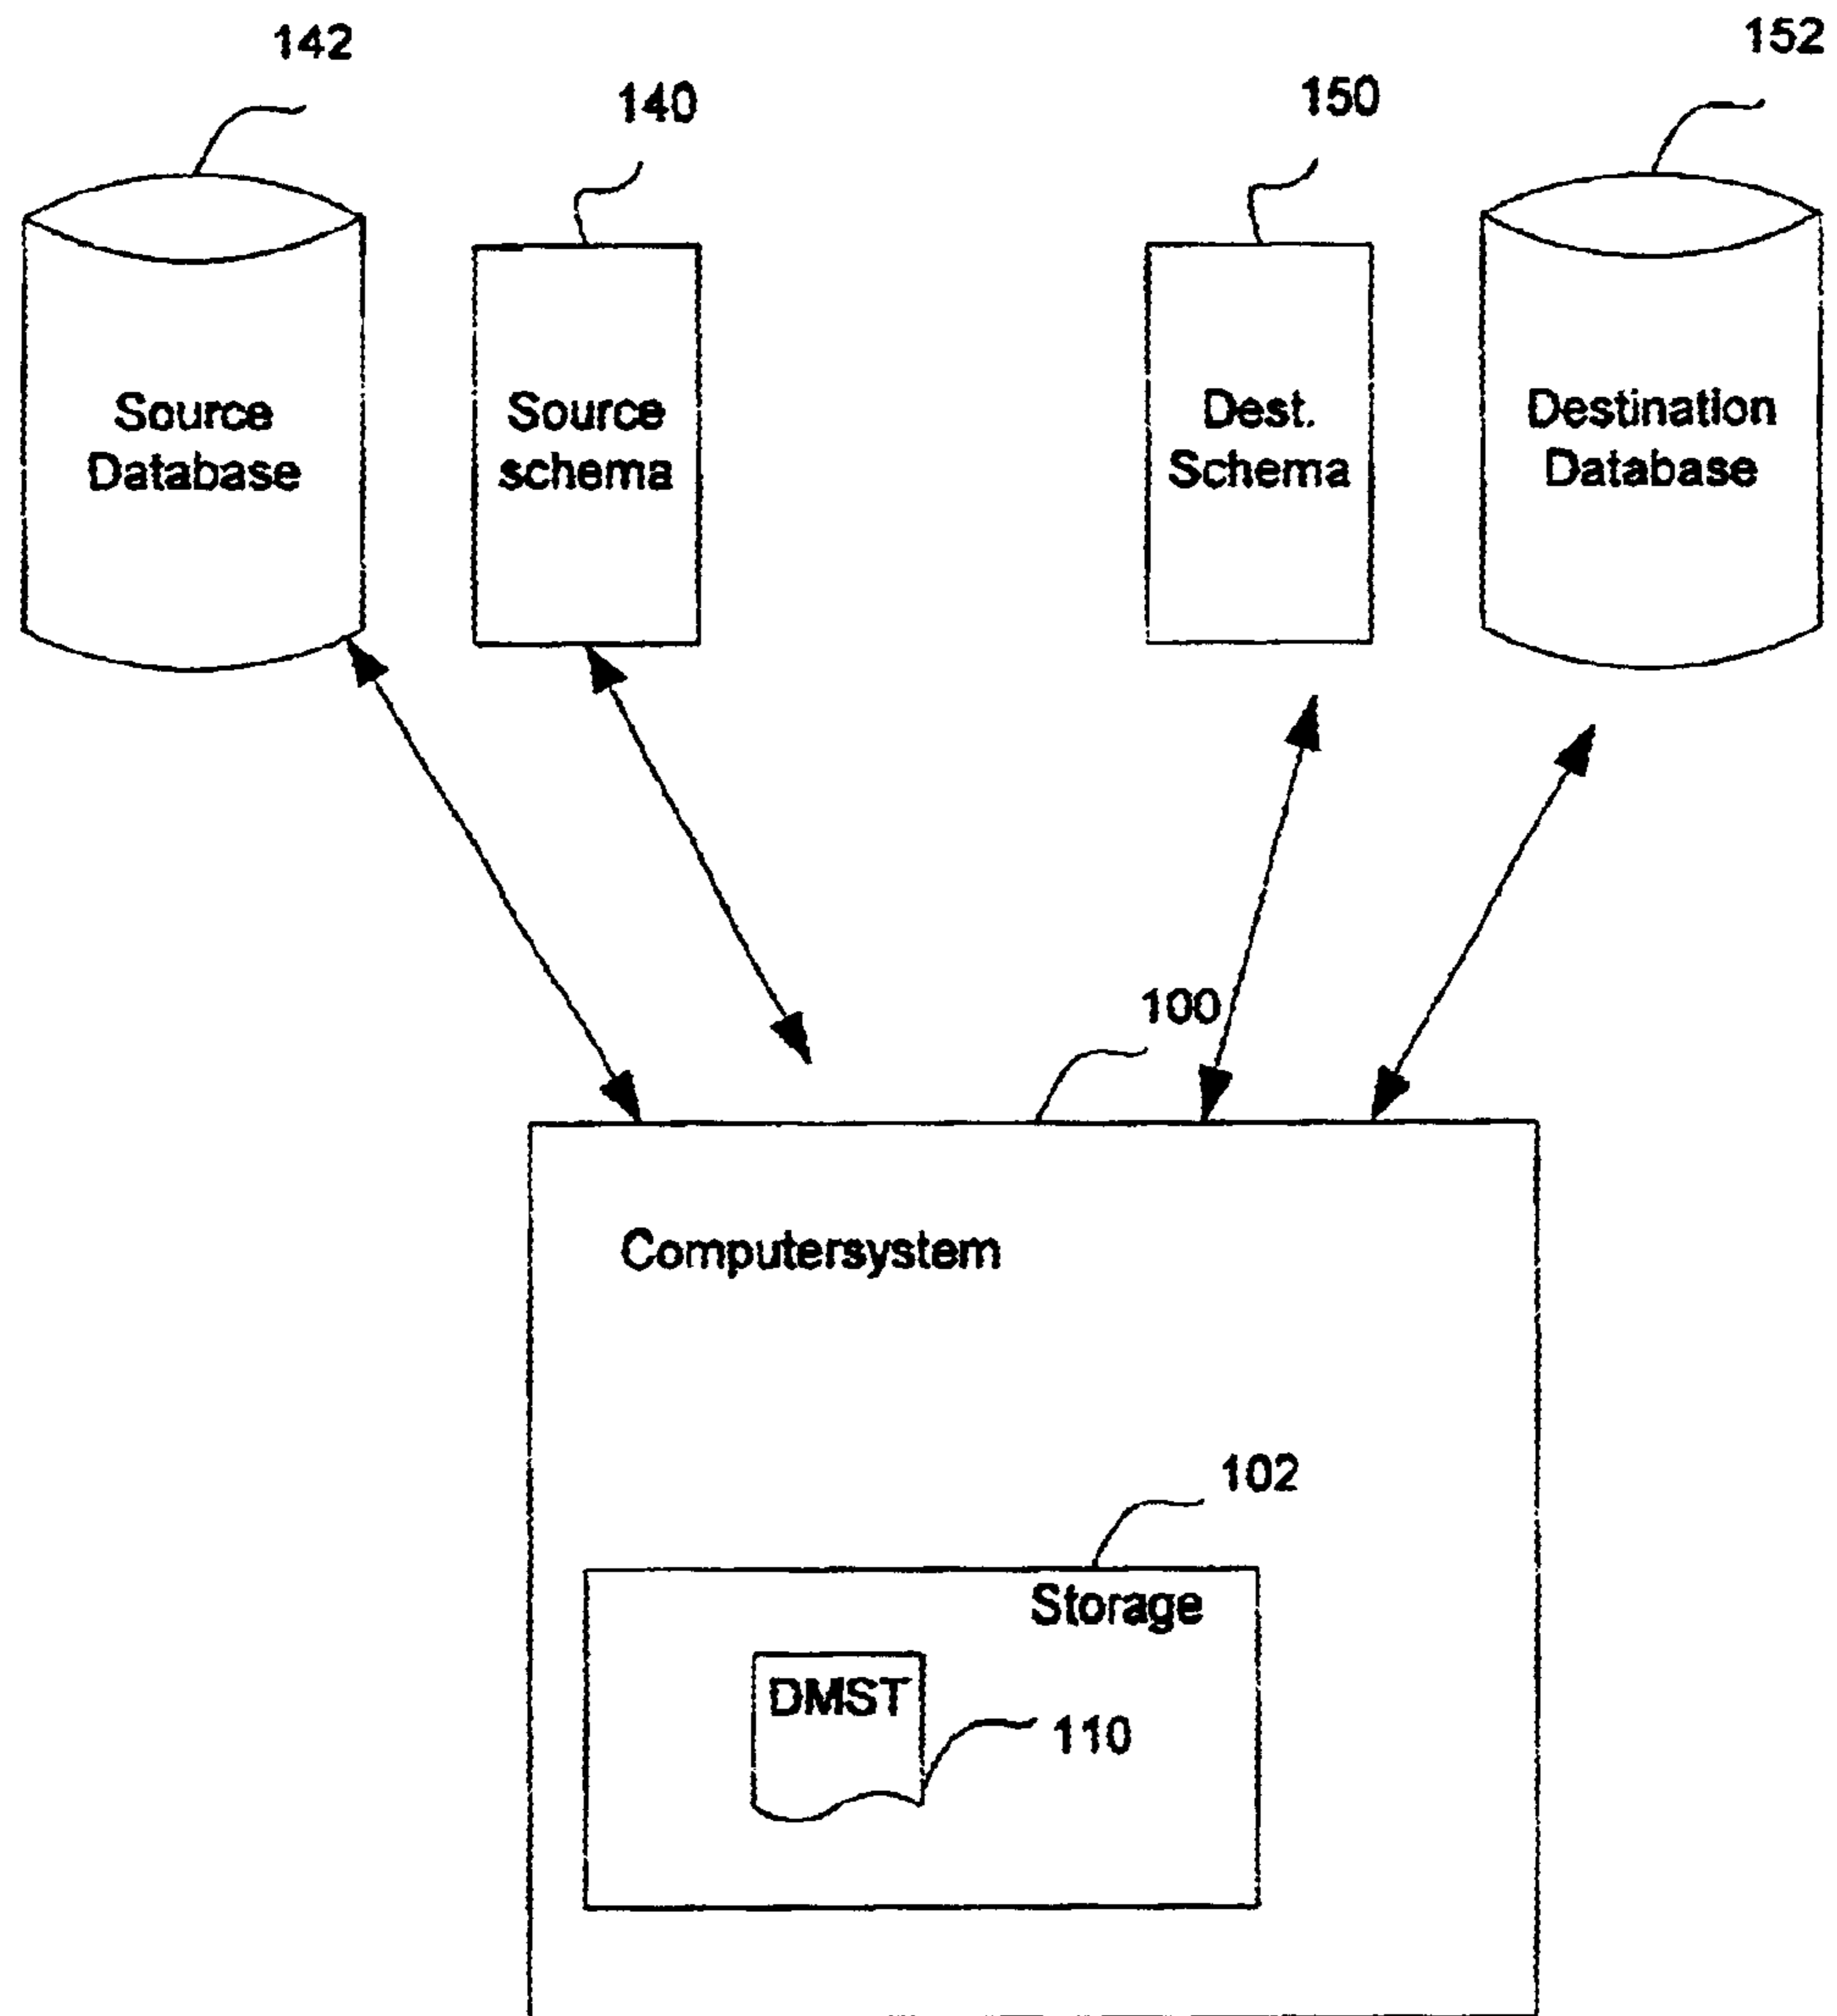 142
152
140
150
Source
Database
Source
schema
Dest.
Schema
Destination
Database
100
Computersystem
102
Storage
DMST
110